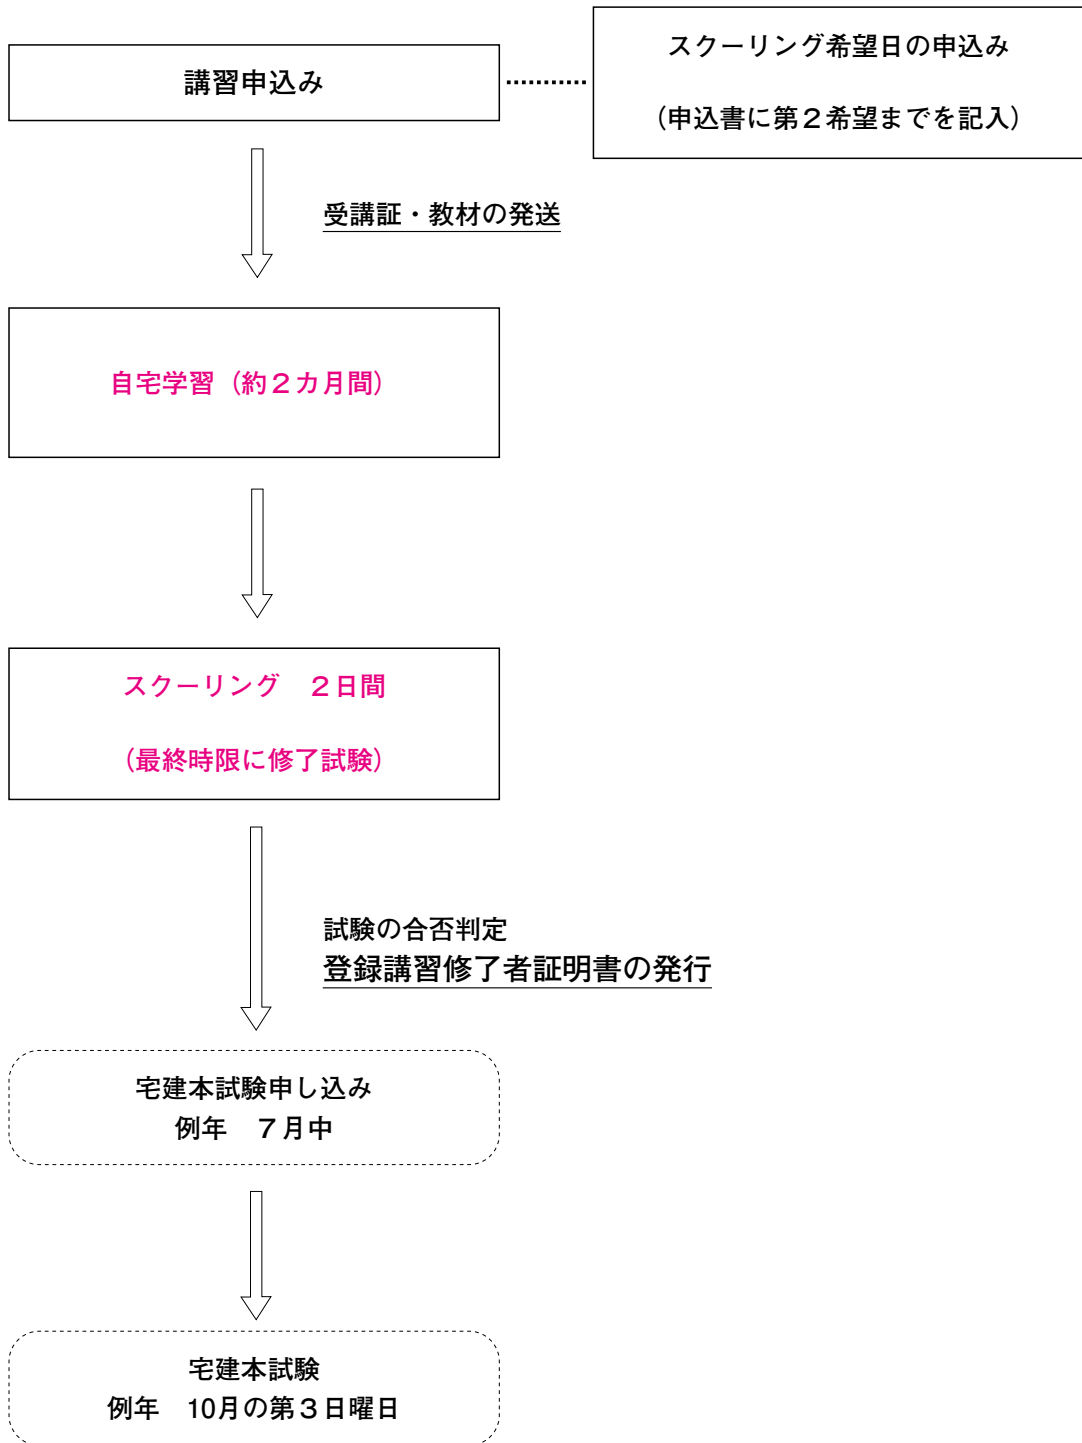 講習申込み
スクーリング希望日の申込み
（申込書に第２希望までを記入）
受講証・教材の発送
自宅学習（約２カ月間）
スクーリング　２日間
（最終時限に修了試験）
試験の合否判定
登録講習修了者証明書の発行
宅建本試験申し込み
例年　７月中
宅建本試験
例年　10月の第３日曜日